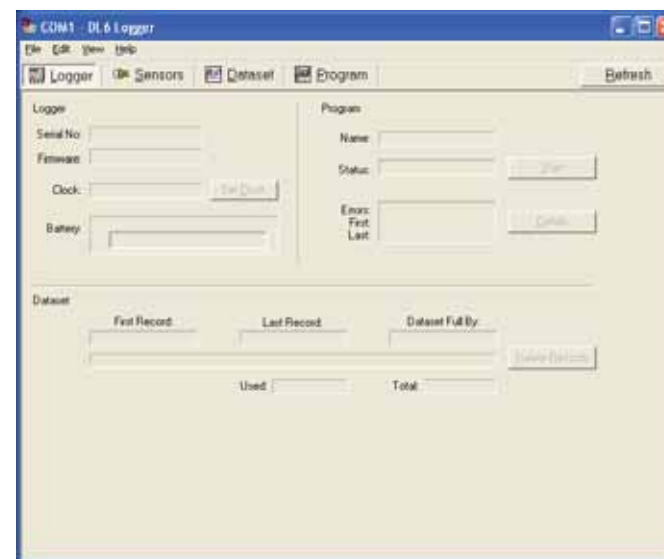 COM1 - DL6 Logger
File Edit View Help
Logger Sensors Dataset Program Refresh
Logger
Serial No:
Firmware:
Clock: Set Clock
Battery:
Program
Name:
Status: Start
Errors:
First:
Last:
Dataset
First Record: Last Record: Dataset Full By:
Delete Records
Used: Total: